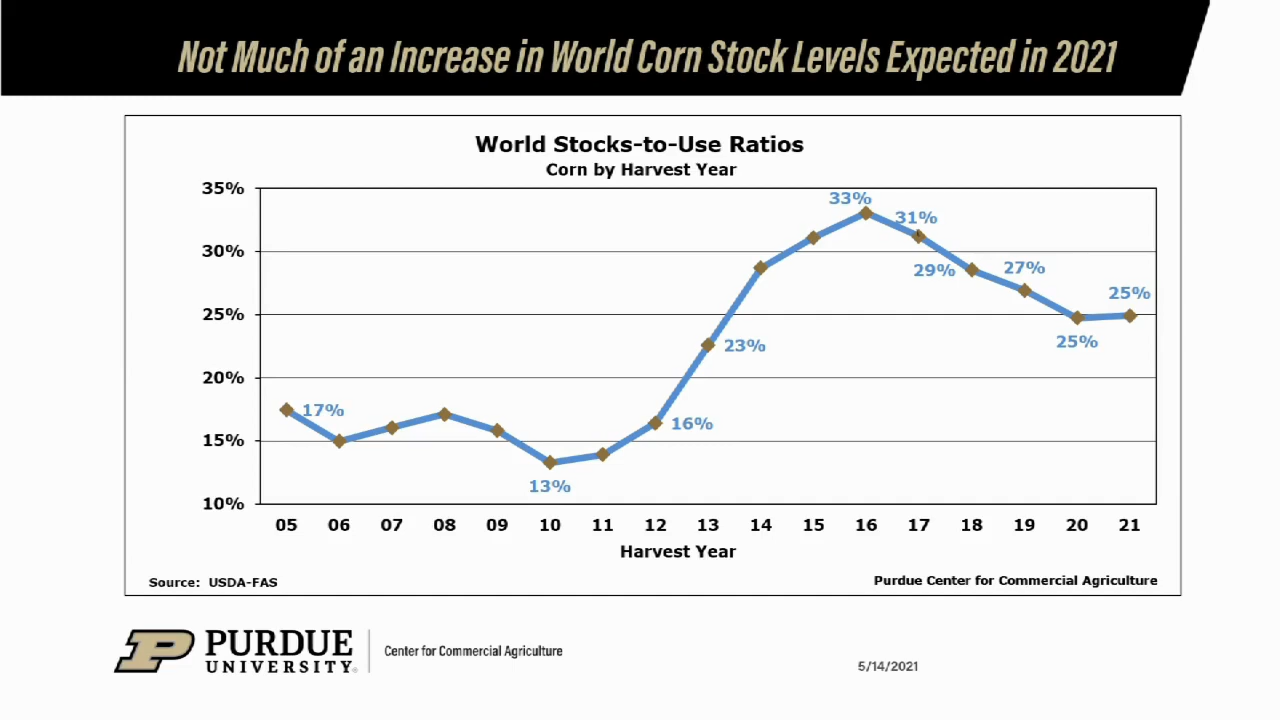 Not Much of an Increase in World Corn Stock Levels Expected in 2021
World Stocks-to-Use Ratios
Corn by Harvest Year
35%
30%
25%
20%
15%
10%
17%
13%
16%
23%
33%
31%
29%
27%
25%
25%
05 06 07 08 09 10 11 12 13 14 15 16 17 18 19 20 21
Harvest Year
Source: USDA-FAS
Purdue Center for Commercial Agriculture
P PURDUE
UNIVERSITY®
Center for Commercial Agriculture
5/14/2021